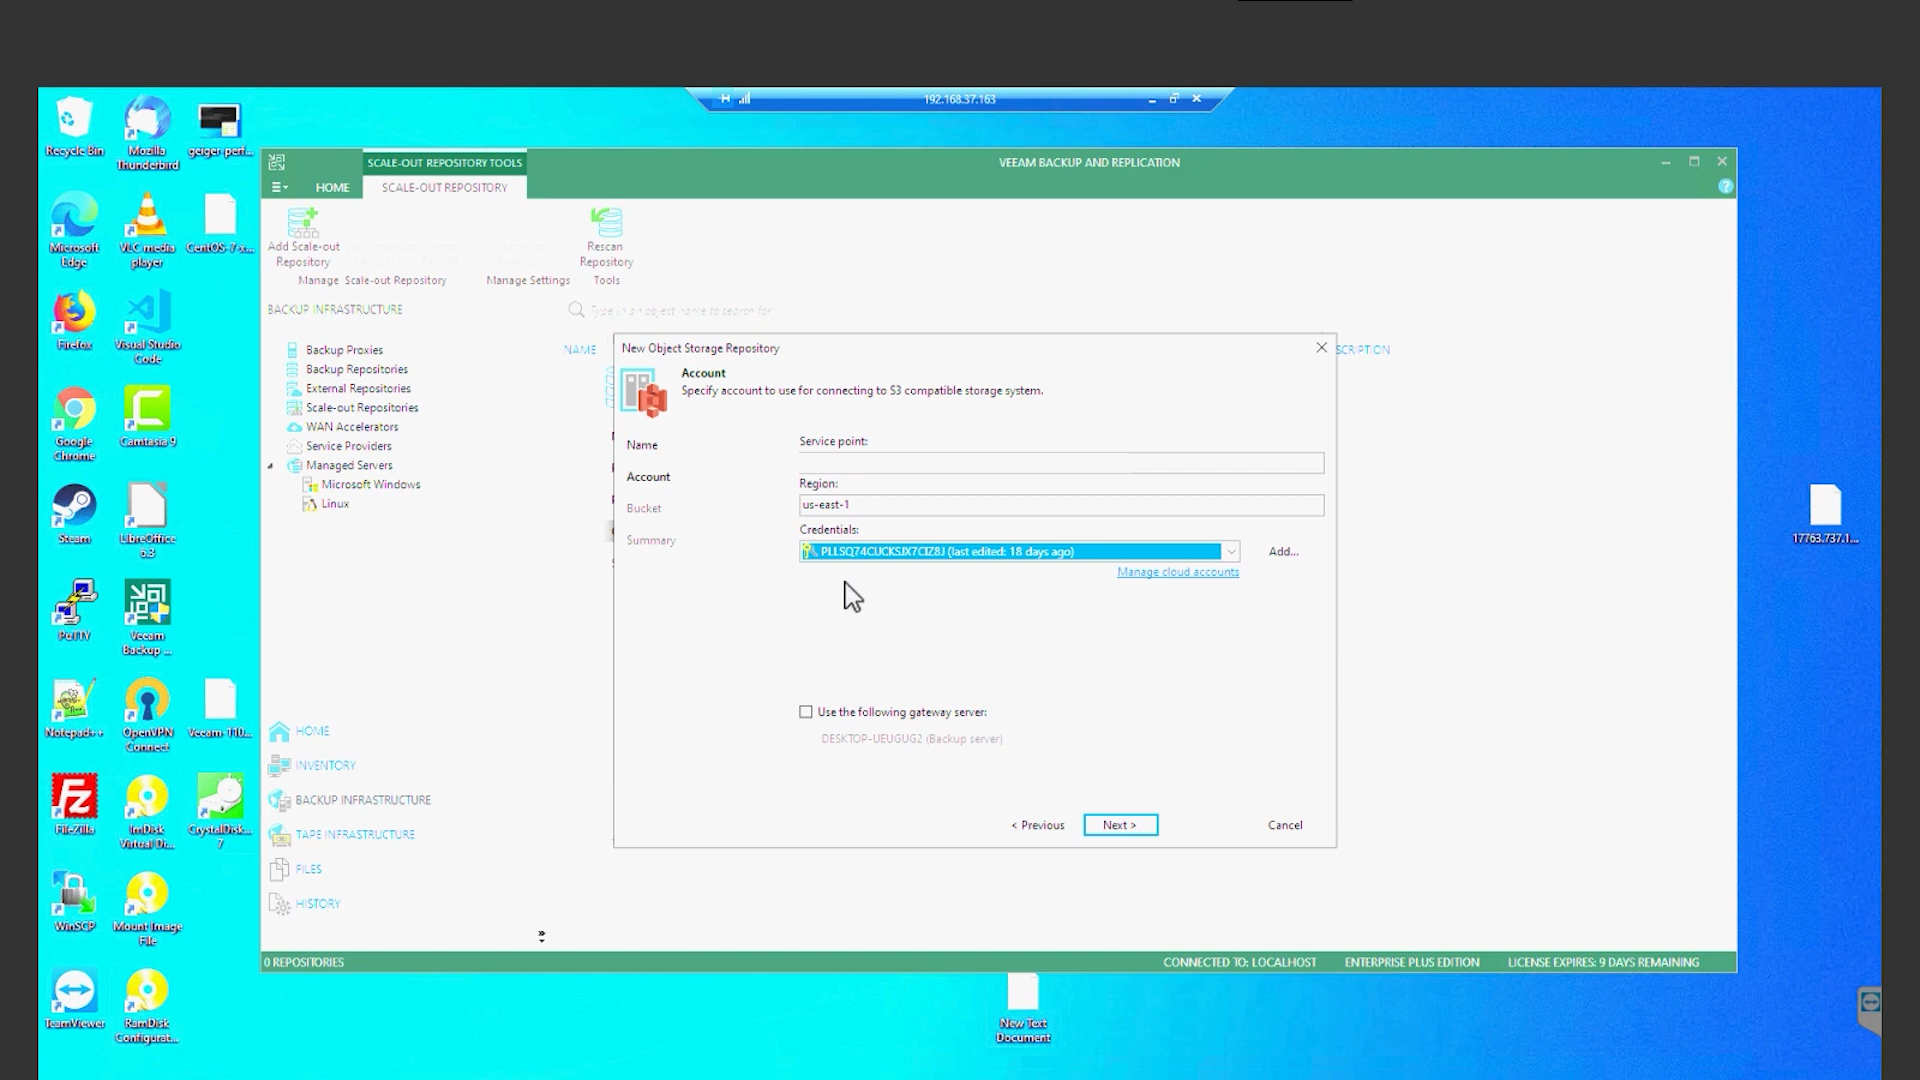 192.168.37.163
Recycle Bin
Mozilla Thunderbird
geiger-perf...
Microsoft Edge
VLC media player
CentOS-7-x...
Firefox
Visual Studio Code
Google Chrome
Camtasia 9
Steam
LibreOffice 6.3
PuTTY
Veeam Backup ...
Notepad++
OpenVPN Connect
Veeam-110...
FileZilla
ImDisk Virtual Di...
CrystalDisk... 7
WinSCP
Mount Image File
TeamViewer
RamDisk Configurat...
17763.737.1...
New Text Document
SCALE-OUT REPOSITORY TOOLS
VEEAM BACKUP AND REPLICATION
HOME
SCALE-OUT REPOSITORY
Add Scale-out Repository
Rescan Repository
Manage Scale-out Repository
Manage Settings
Tools
BACKUP INFRASTRUCTURE
Type in an object name to search for
Backup Proxies
Backup Repositories
External Repositories
Scale-out Repositories
WAN Accelerators
Service Providers
Managed Servers
Microsoft Windows
Linux
NAME
SCRIPTION
New Object Storage Repository
Account
Specify account to use for connecting to S3 compatible storage system.
Name
Account
Bucket
Summary
Service point:
Region:
us-east-1
Credentials:
PLLSQ74CUCKSJX7CIZ8J (last edited: 18 days ago)
Add...
Manage cloud accounts
Use the following gateway server:
DESKTOP-UEUGUG2 (Backup server)
< Previous
Next >
Cancel
HOME
INVENTORY
BACKUP INFRASTRUCTURE
TAPE INFRASTRUCTURE
FILES
HISTORY
0 REPOSITORIES
CONNECTED TO: LOCALHOST
ENTERPRISE PLUS EDITION
LICENSE EXPIRES: 9 DAYS REMAINING